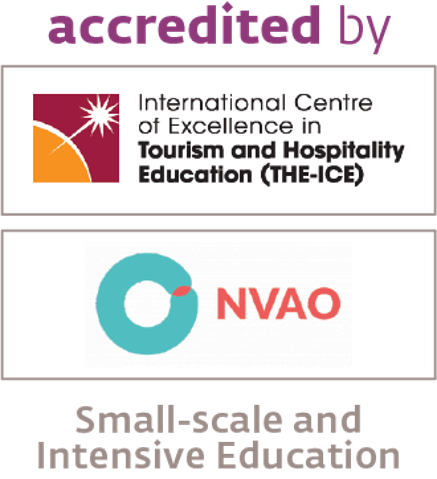 accredited by
International Centre
of Excellence in
Tourism and Hospitality
Education (THE-ICE)
NVAO
Small-scale and
Intensive Education